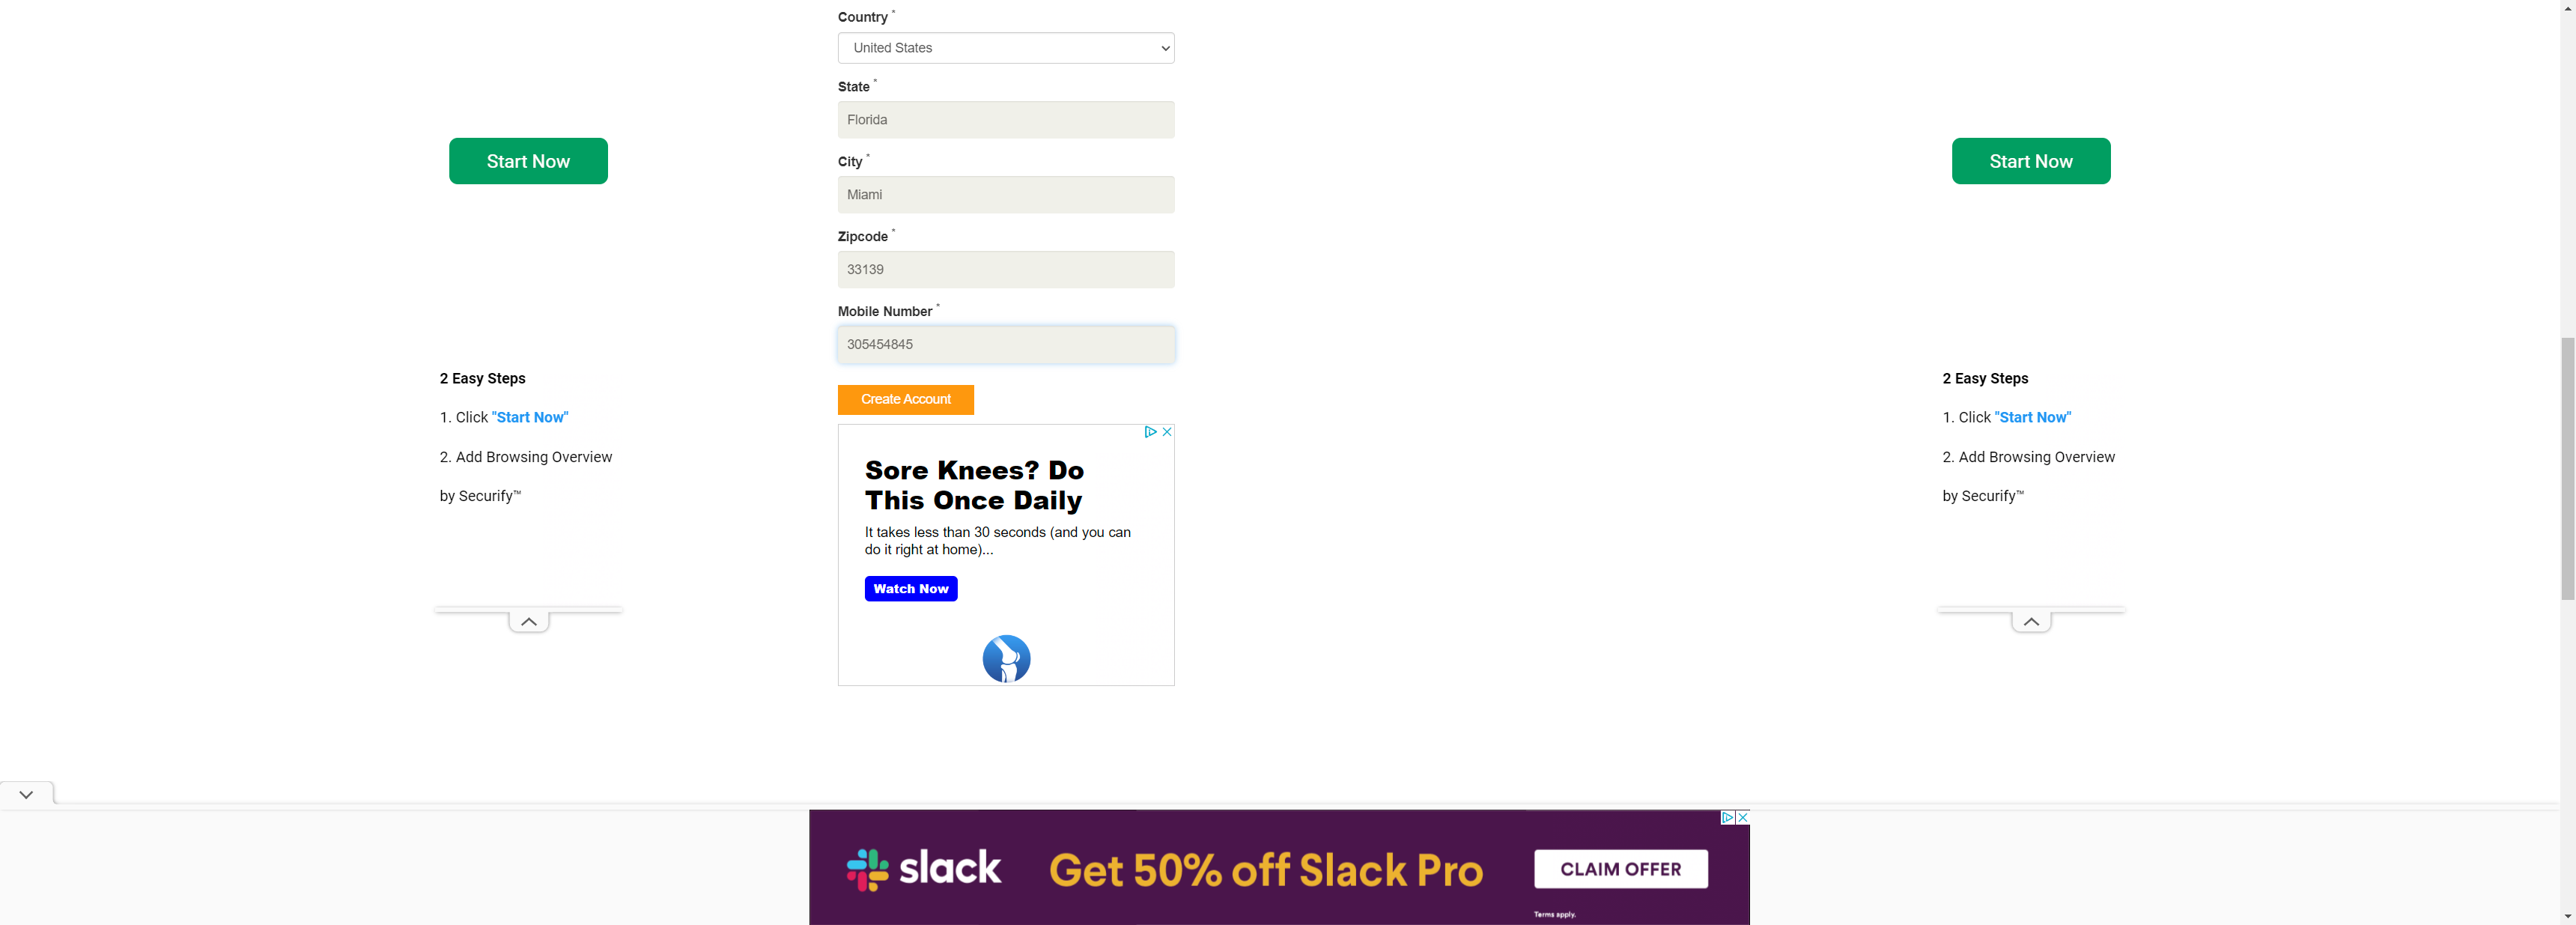 Country *
United States
State *
Florida
City *
Miami
Zipcode *
33139
Mobile Number *
305454845
Create Account
Start Now
2 Easy Steps
1. Click "Start Now"
2. Add Browsing Overview
by Securify™
Sore Knees? Do
This Once Daily
It takes less than 30 seconds (and you can
do it right at home)...
Watch Now
Start Now
2 Easy Steps
1. Click "Start Now"
2. Add Browsing Overview
by Securify™
slack
Get 50% off Slack Pro
CLAIM OFFER
Terms apply.